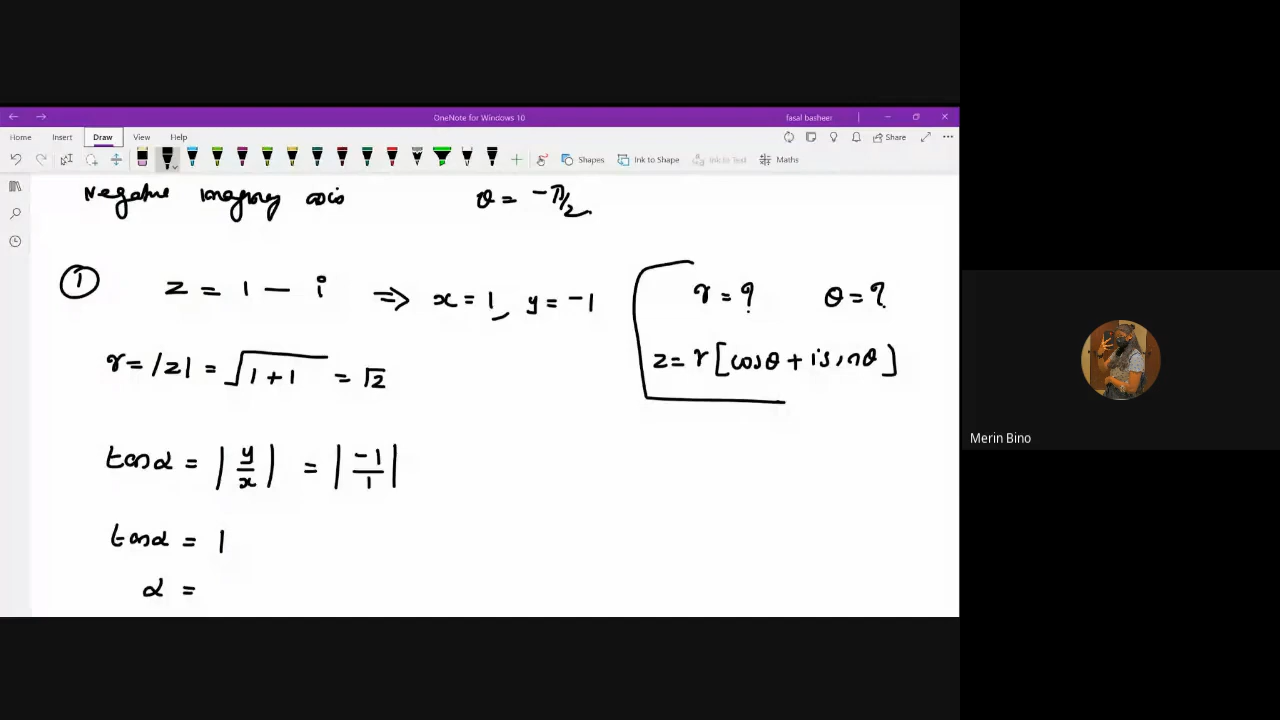 OneNote for Windows 10
fasal basheer
Home Insert Draw View Help
Share
Shapes Ink to Shape Ink to Text Maths
Negative imaginary axis θ = -π/2
① z = 1 - i ⇒ x = 1, y = -1
r = ? θ = ?
r = |z| = √1+1 = √2
z = r[cosθ + i sinθ]
tanα = |y/x| = |-1/1|
tanα = 1
α =
Merin Bino